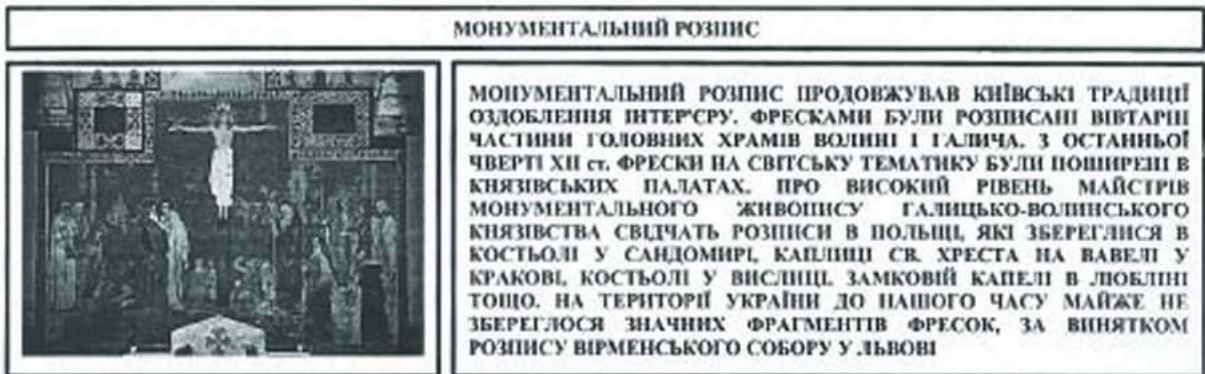 МОНУМЕНТАЛЬНИЙ РОЗПИС
МОНУМЕНТАЛЬНИЙ РОЗПИС ПРОДОВЖУВАВ КИЇВСЬКІ ТРАДИЦІЇ
ОЗДОБЛЕННЯ ІНТЕР'ЄРУ. ФРЕСКАМИ БУЛИ РОЗПИСАНІ ВІВТАРНІ
ЧАСТИНИ ГОЛОВНИХ ХРАМІВ ВОЛИНІ І ГАЛИЧА. З ОСТАННЬОЇ
ЧВЕРТІ XII ст. ФРЕСКИ НА СВІТСЬКУ ТЕМАТИКУ БУЛИ ПОШИРЕНІ В
КНЯЗІВСЬКИХ ПАЛАТАХ. ПРО ВИСОКИЙ РІВЕНЬ МАЙСТРІВ
МОНУМЕНТАЛЬНОГО ЖИВОПИСУ ГАЛИЦЬКО-ВОЛИНСЬКОГО
КНЯЗІВСТВА СВІДЧАТЬ РОЗПИСИ В ПОЛЬЩІ, ЯКІ ЗБЕРЕГЛИСЯ В
КОСТЬОЛІ У САНДОМИРІ, КАПЛИЦІ СВ. ХРЕСТА НА ВАВЕЛІ У
КРАКОВІ, КОСТЬОЛІ У ВИСЛИЦІ, ЗАМКОВІЙ КАПЕЛІ В ЛЮБЛІНІ
ТОЩО. НА ТЕРИТОРІЇ УКРАЇНИ ДО НАШОГО ЧАСУ МАЙЖЕ НЕ
ЗБЕРЕГЛОСЯ ЗНАЧНИХ ФРАГМЕНТІВ ФРЕСОК, ЗА ВИНЯТКОМ
РОЗПИСУ ВІРМЕНСЬКОГО СОБОРУ У ЛЬВОВІ